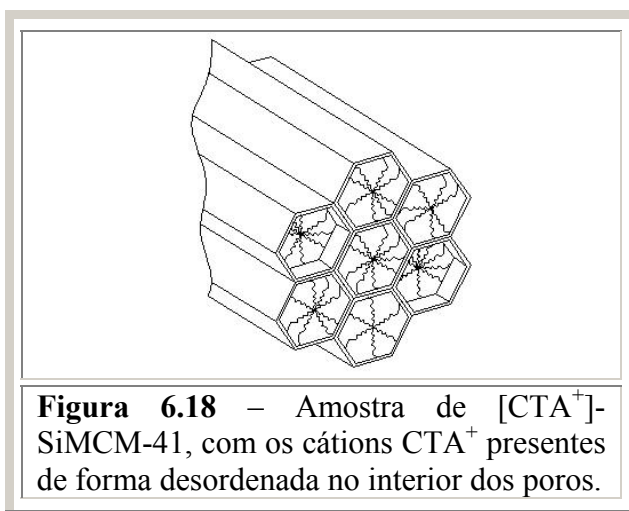 Figura 6.18 – Amostra de [CTA⁺]-
SiMCM-41, com os cátions CTA⁺ presentes
de forma desordenada no interior dos poros.